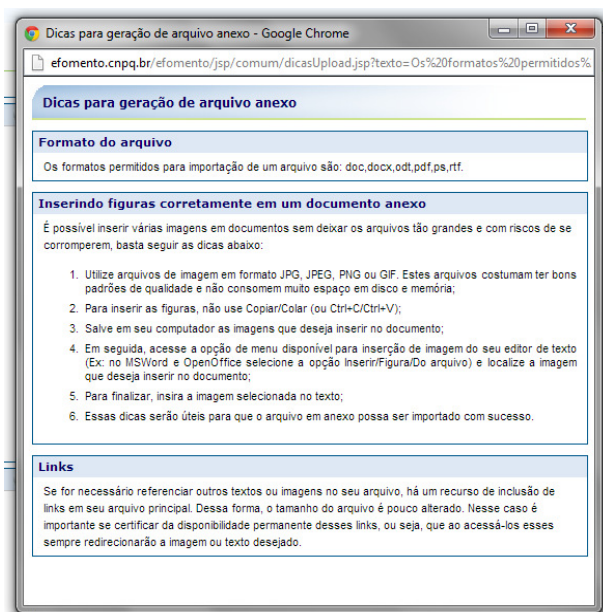 Dicas para geração de arquivo anexo - Google Chrome
efomento.cnpq.br/efomento/jsp/comum/dicasUpload.jsp?texto=Os%20formatos%20permitidos%
Dicas para geração de arquivo anexo
Formato do arquivo
Os formatos permitidos para importação de um arquivo são: doc,docx,odt,pdf,ps,rtf.
Inserindo figuras corretamente em um documento anexo
É possível inserir várias imagens em documentos sem deixar os arquivos tão grandes e com riscos de se
corromperem, basta seguir as dicas abaixo:
1. Utilize arquivos de imagem em formato JPG, JPEG, PNG ou GIF. Estes arquivos costumam ter bons
padrões de qualidade e não consomem muito espaço em disco e memória;
2. Para inserir as figuras, não use Copiar/Colar (ou Ctrl+C/Ctrl+V);
3. Salve em seu computador as imagens que deseja inserir no documento;
4. Em seguida, acesse a opção de menu disponível para inserção de imagem do seu editor de texto
(Ex: no MSWord e OpenOffice selecione a opção Inserir/Figura/Do arquivo) e localize a imagem
que deseja inserir no documento;
5. Para finalizar, insira a imagem selecionada no texto;
6. Essas dicas serão úteis para que o arquivo em anexo possa ser importado com sucesso.
Links
Se for necessário referenciar outros textos ou imagens no seu arquivo, há um recurso de inclusão de
links em seu arquivo principal. Dessa forma, o tamanho do arquivo é pouco alterado. Nesse caso é
importante se certificar da disponibilidade permanente desses links, ou seja, que ao acessá-los esses
sempre redirecionarão a imagem ou texto desejado.